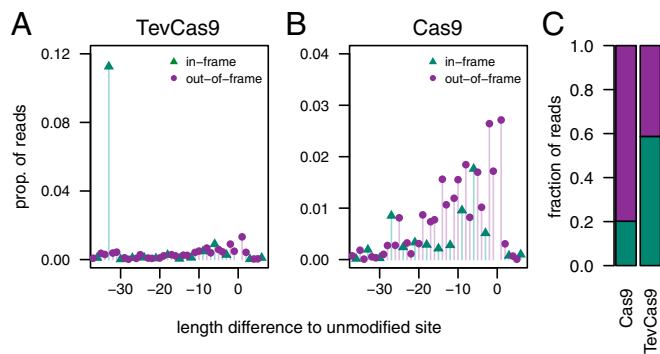 A
TevCas9
B
Cas9
C
in−frame
out−of−frame
in−frame
out−of−frame
prop. of reads
0.12
0.08
0.04
0.00
0.04
0.03
0.02
0.01
0.00
fraction of reads
1.0
0.8
0.6
0.4
0.2
0.0
−30
−20
−10
0
−30
−20
−10
0
Cas9
TevCas9
length difference to unmodified site